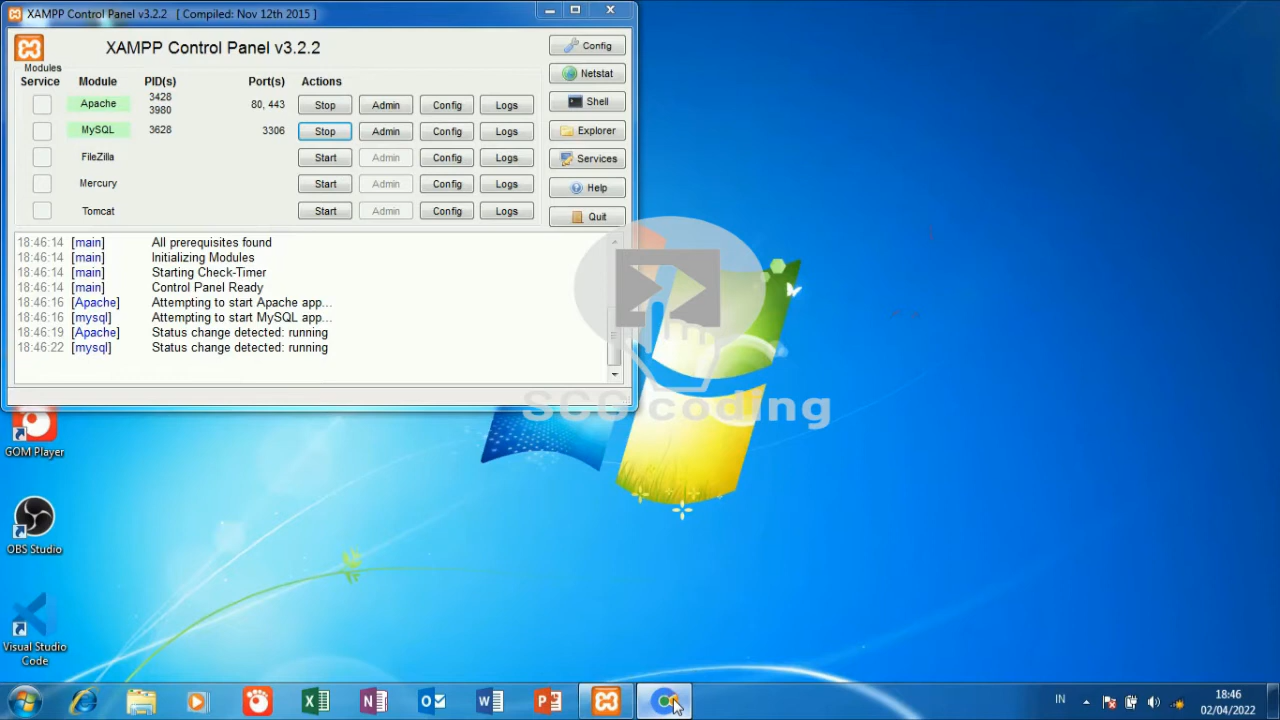 XAMPP Control Panel v3.2.2 [ Compiled: Nov 12th 2015 ]
XAMPP Control Panel v3.2.2
Config
Modules
Service Module PID(s) Port(s) Actions
Netstat
Apache 3428 3980 80, 443 Stop Admin Config Logs
Shell
MySQL 3628 3306 Stop Admin Config Logs
Explorer
FileZilla Start Admin Config Logs
Services
Mercury Start Admin Config Logs
Help
Tomcat Start Admin Config Logs
Quit
18:46:14 [main] All prerequisites found
18:46:14 [main] Initializing Modules
18:46:14 [main] Starting Check-Timer
18:46:14 [main] Control Panel Ready
18:46:16 [Apache] Attempting to start Apache app...
18:46:16 [mysql] Attempting to start MySQL app...
18:46:19 [Apache] Status change detected: running
18:46:22 [mysql] Status change detected: running
SCG coding
GOM Player
OBS Studio
Visual Studio
Code
IN
18:46
02/04/2022